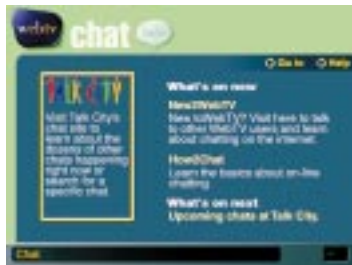 webtv
chat
Go to
Help
TALK CITY
Visit Talk City's
chat site to
learn about the
dozens of other
chats happening
right now or
search for a
specific chat.
What's on now
New2WebTV
New to WebTV? Visit here to talk
to other WebTV users and learn
about chatting on the internet.
How2Chat
Learn the basics about on-line
chatting
What's on next
Upcoming chats at Talk City.
Chat